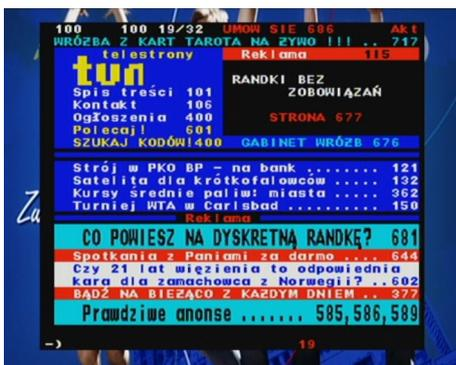 100 100 19/32 UMOW SIE 686 Akt
WRÓŻBA Z KART TAROTA NA ŻYWO !!! .. 717
telestrony
tvn
Spis treści 101
Kontakt 106
Ogłoszenia 400
Polecaj! 601
SZUKAJ KODÓW!400
Reklama 1|5
RANDKI BEZ
ZOBOWIĄZAŃ
STRONA 677
GABINET WRÓŻB 676
Strój w PKO BP - na bank ........ 121
Satelita dla krótkofalowców ..... 132
Kursy średnie paliw: miasta ..... 362
Turniej WTA w Carlsbad .......... 150
Reklama
CO POWIESZ NA DYSKRETNĄ RANDKĘ? 681
Spotkania z Paniami za darmo .... 644
Czy 21 lat więzienia to odpowiednia
kara dla zamachowca z Norwegii? ..602
BĄDŹ NA BIEŻĄCO Z KAŻDYM DNIEM .. 377
Prawdziwe anonse ....... 585,586,589
19